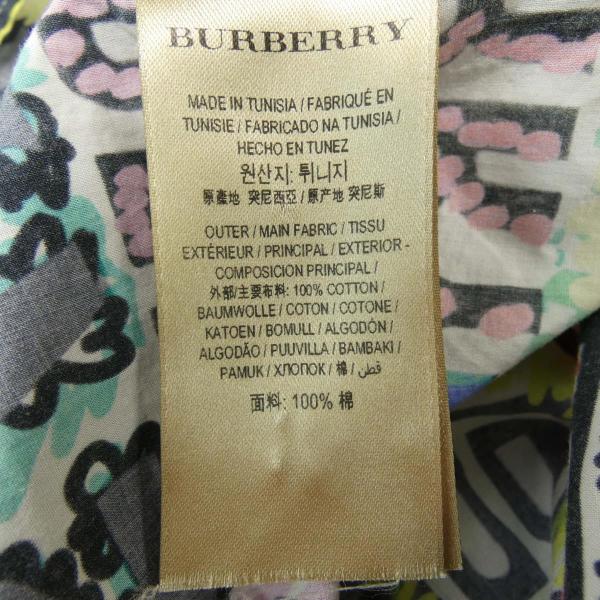 BURBERRY
MADE IN TUNISIA / FABRIQUÉ EN
TUNISIE / FABRICADO NA TUNISIA /
HECHO EN TUNEZ
원산지: 튀니지
原産地 突尼西亞 / 原产地 突尼斯
OUTER / MAIN FABRIC / TISSU
EXTÉRIEUR / PRINCIPAL / EXTERIOR -
COMPOSICION PRINCIPAL /
外部/主要布料: 100% COTTON /
BAUMWOLLE / COTON / COTONE /
KATOEN / BOMULL / ALGODÓN /
ALGODÃO / PUUVILLA / BAMBAKI /
PAMUK / ХЛОПОК / 棉 / قطن /
面料: 100% 棉